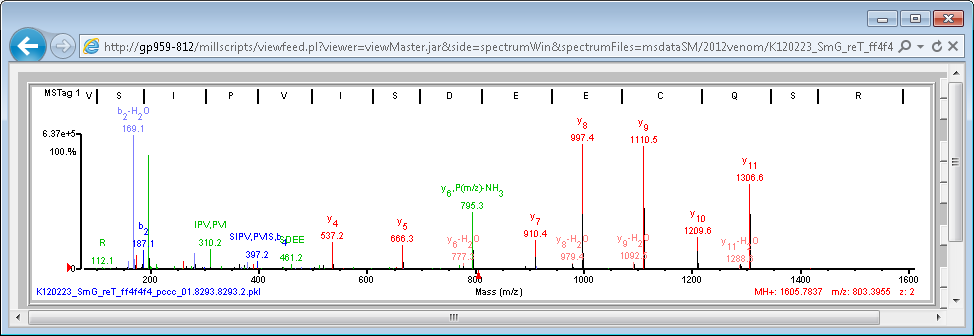 http://gp959-812/millscripts/viewfeed.pl?viewer=viewMaster.jar&side=spectrumWin&spectrumFiles=msdataSM/2012venom/K120223_SmG_reT_ff4f4
MSTag 1 V S I P V I S D E E C Q S R
b2-H2O
169.1
y8
997.4
y9
1110.5
6.37e+5
100.%
y11
1306.6
y6,P(m/z)-NH3
795.3
IPV,PVI
310.2
y4
537.2
y5
666.3
y7
910.4
y10
1209.6
b2
187.1
SIPV,PVIS,b4
397.2
SDEE
461.2
R
112.1
y6-H2O
777.3
y8-H2O
979.4
y9-H2O
1092.5
y11-H2O
1288.5
0
200 400 600 800 1000 1200 1400 1600
K120223_SmG_reT_ff4f4f4_pccc_01.8293.8293.2.pkl Mass (m/z) MH+: 1605.7837 m/z: 803.3955 z: 2